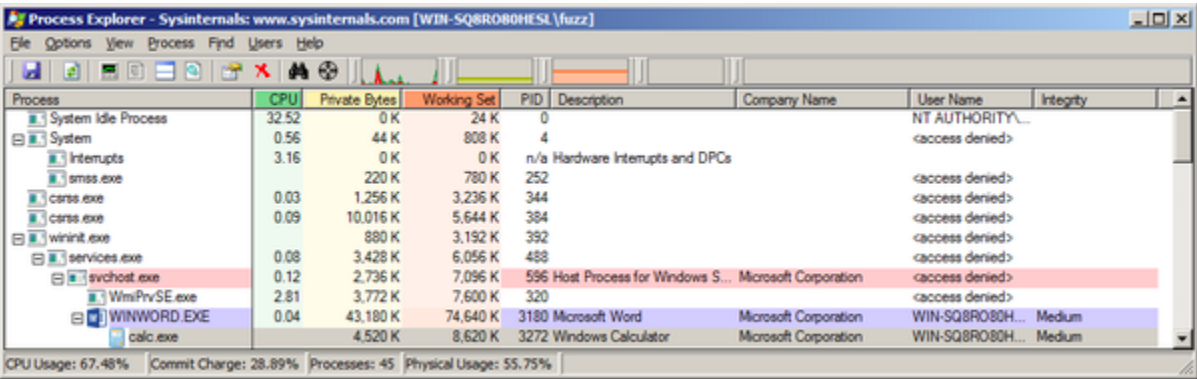 Process Explorer - Sysinternals: www.sysinternals.com [WIN-SQ8RO80HESL\fuzz]
File Options View Process Find Users Help
Process CPU Private Bytes Working Set PID Description Company Name User Name Integrity
System Idle Process 32.52 0 K 24 K 0 NT AUTHORITY\...
System 0.56 44 K 808 K 4 <access denied>
Interrupts 3.16 0 K 0 K n/a Hardware Interrupts and DPCs
smss.exe 220 K 780 K 252 <access denied>
csrss.exe 0.03 1,256 K 3,236 K 344 <access denied>
csrss.exe 0.09 10,016 K 5,644 K 384 <access denied>
wininit.exe 880 K 3,192 K 392 <access denied>
services.exe 0.08 3,428 K 6,056 K 488 <access denied>
svchost.exe 0.12 2,736 K 7,096 K 596 Host Process for Windows S... Microsoft Corporation <access denied>
WmiPrvSE.exe 2.81 3,772 K 7,600 K 320 <access denied>
WINWORD.EXE 0.04 43,180 K 74,640 K 3180 Microsoft Word Microsoft Corporation WIN-SQ8RO80H... Medium
calc.exe 4,520 K 8,620 K 3272 Windows Calculator Microsoft Corporation WIN-SQ8RO80H... Medium
CPU Usage: 67.48% Commit Charge: 28.89% Processes: 45 Physical Usage: 55.75%